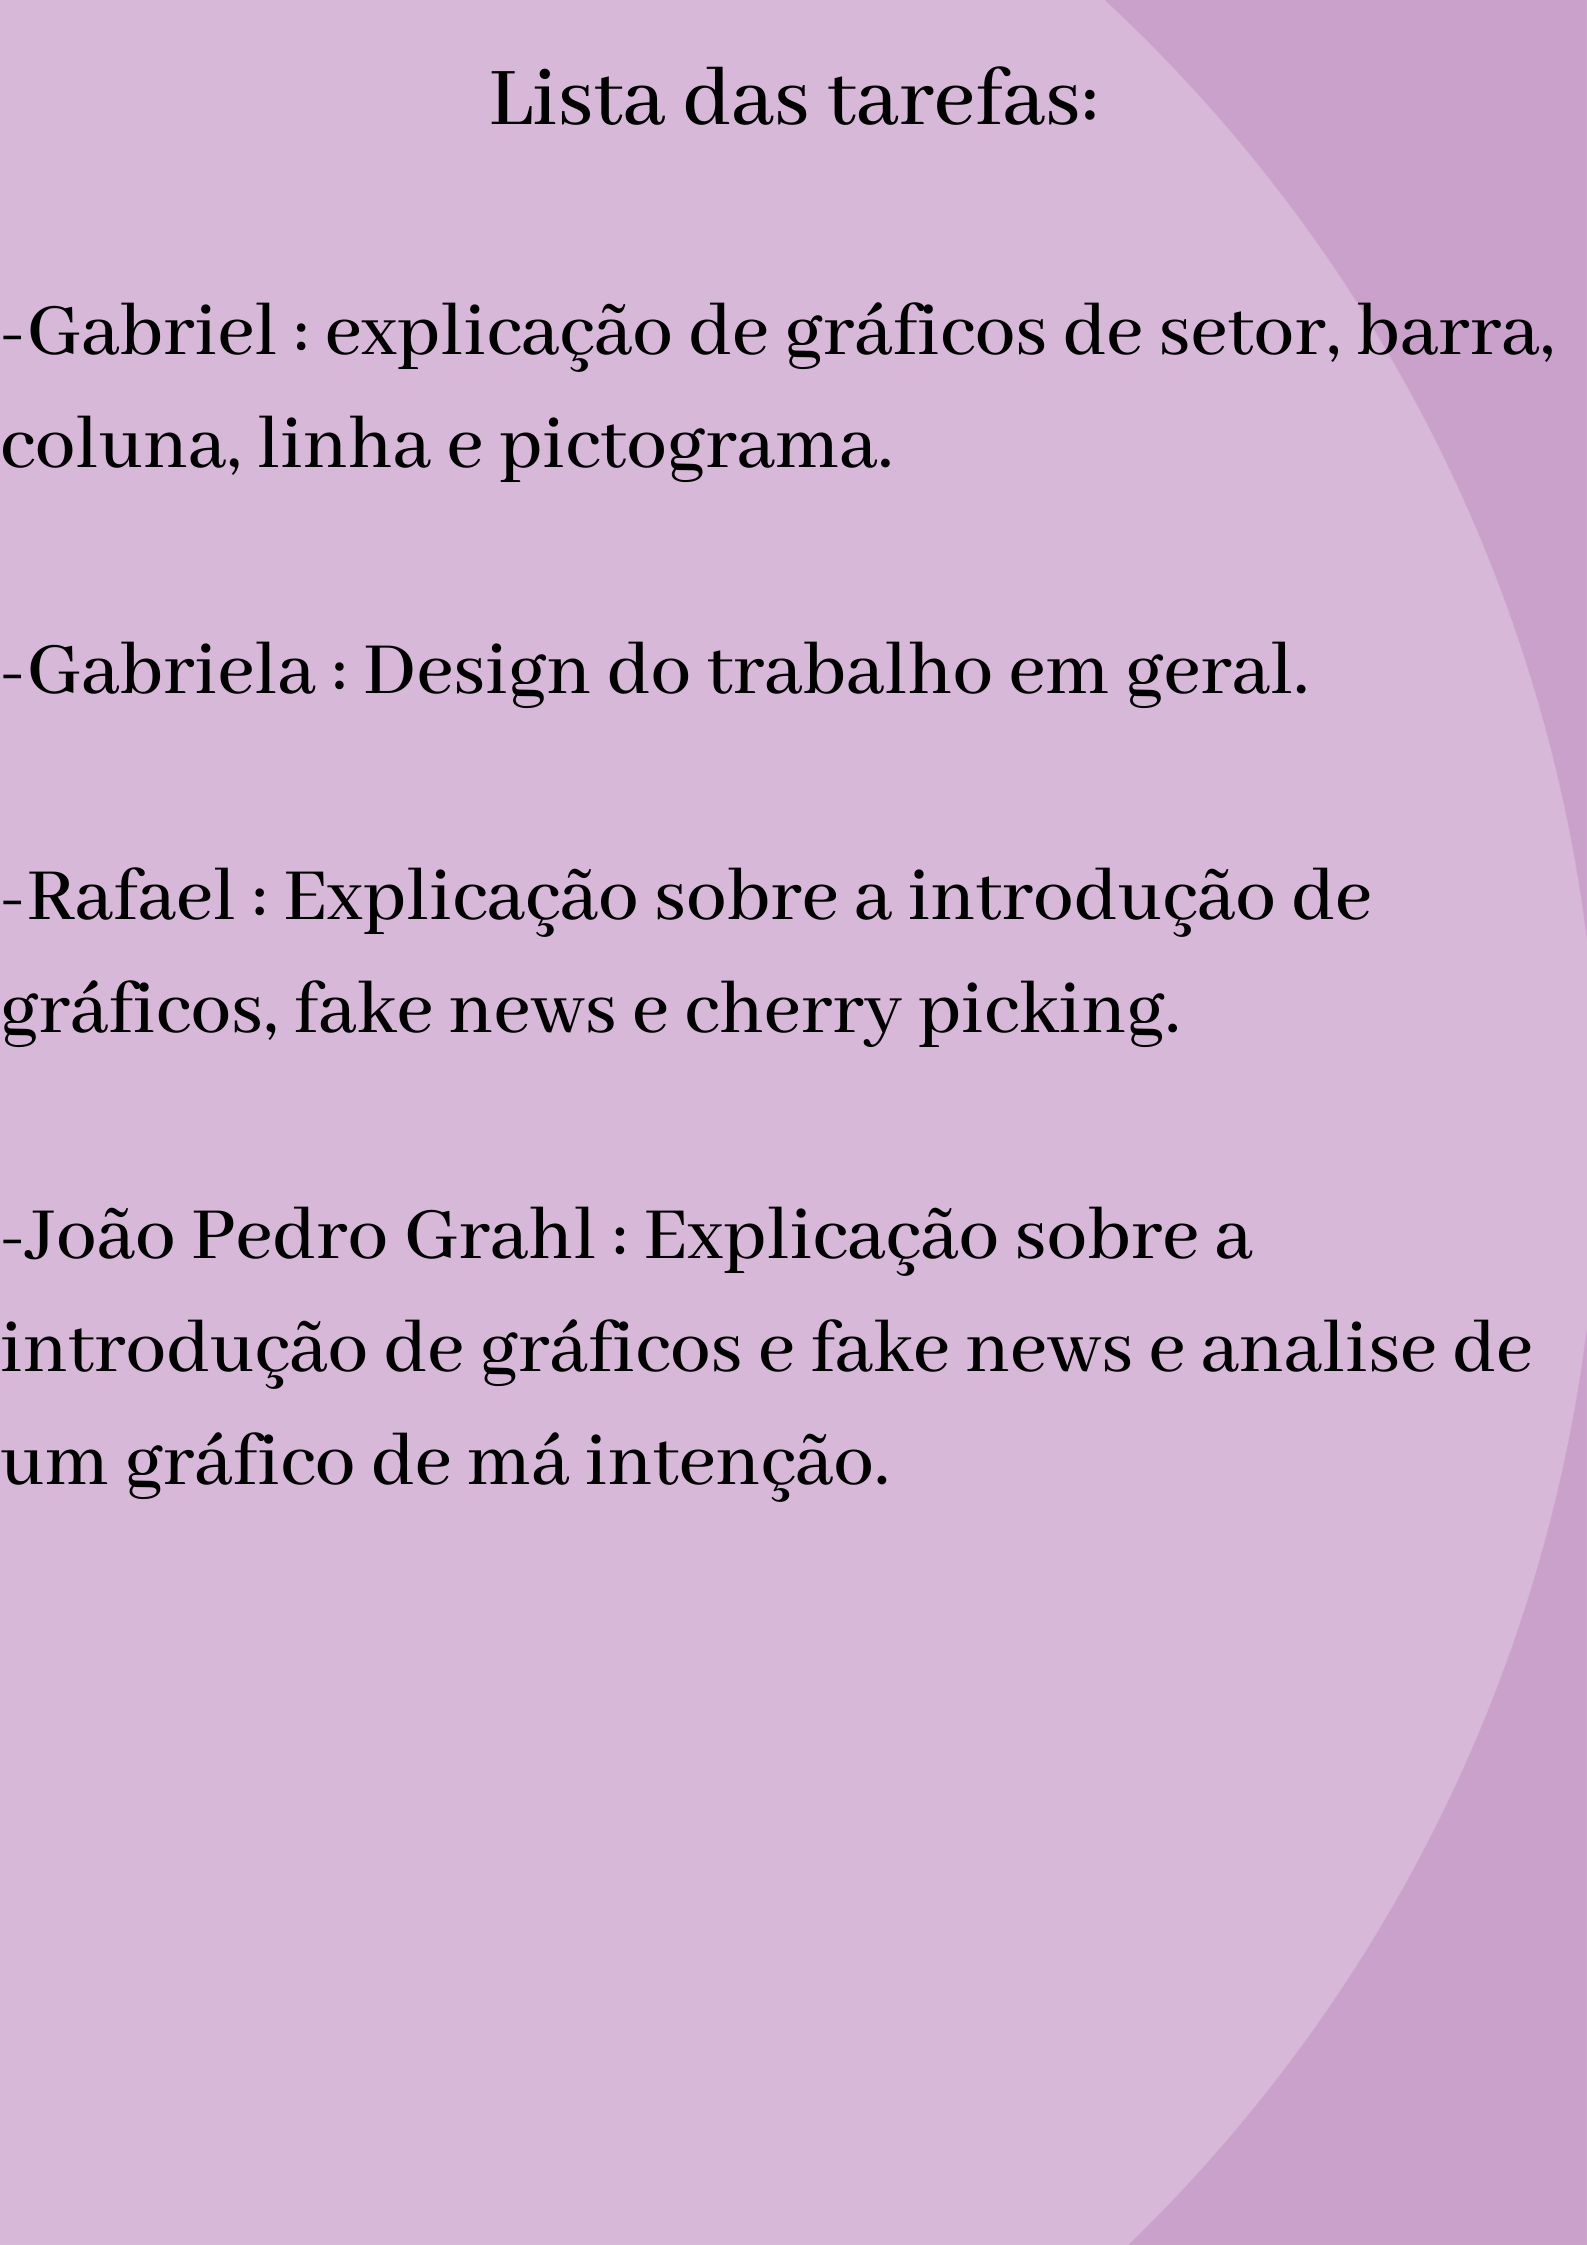 Lista das tarefas:
-Gabriel : explicação de gráficos de setor, barra,
coluna, linha e pictograma.
-Gabriela : Design do trabalho em geral.
-Rafael : Explicação sobre a introdução de
gráficos, fake news e cherry picking.
-João Pedro Grahl : Explicação sobre a
introdução de gráficos e fake news e analise de
um gráfico de má intenção.